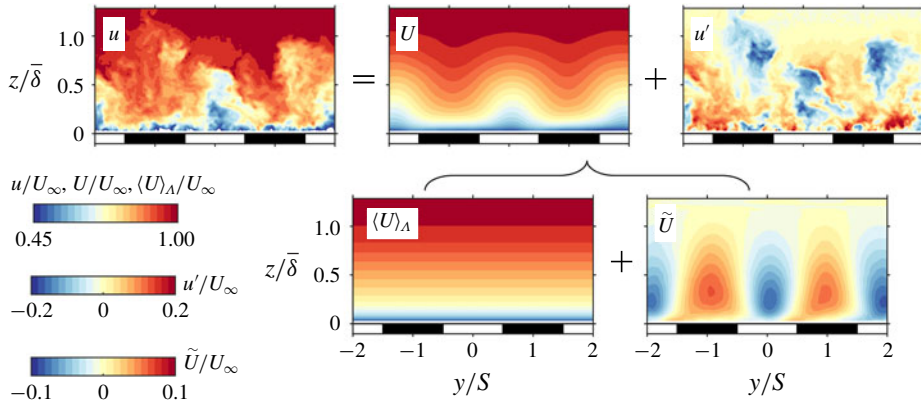 u
U
u′
z/δ̅
1.0
0.5
0
=
+
u/U∞, U/U∞, ⟨U⟩Λ/U∞
0.45 1.00
u′/U∞
−0.2 0 0.2
Ũ/U∞
−0.1 0 0.1
⟨U⟩Λ
Ũ
z/δ̅
1.0
0.5
0
+
−2 −1 0 1 2
−2 −1 0 1 2
y/S
y/S